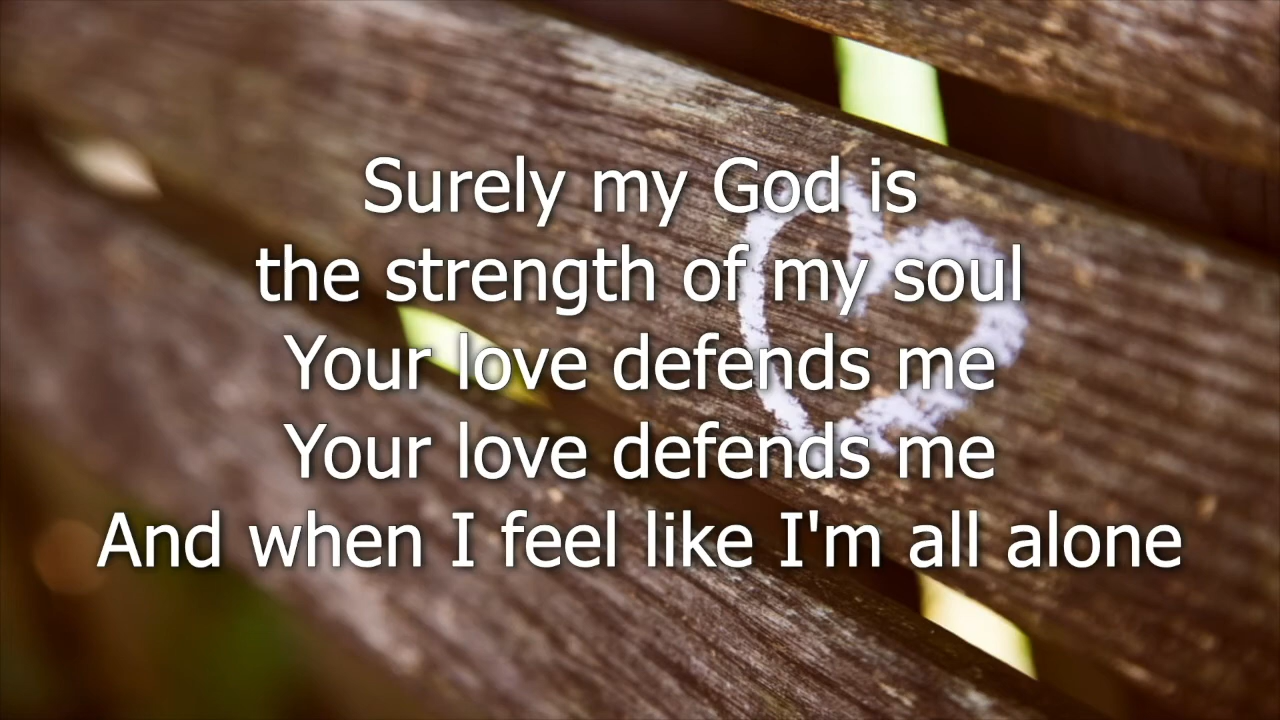 Surely my God is
the strength of my soul
Your love defends me
Your love defends me
And when I feel like I'm all alone